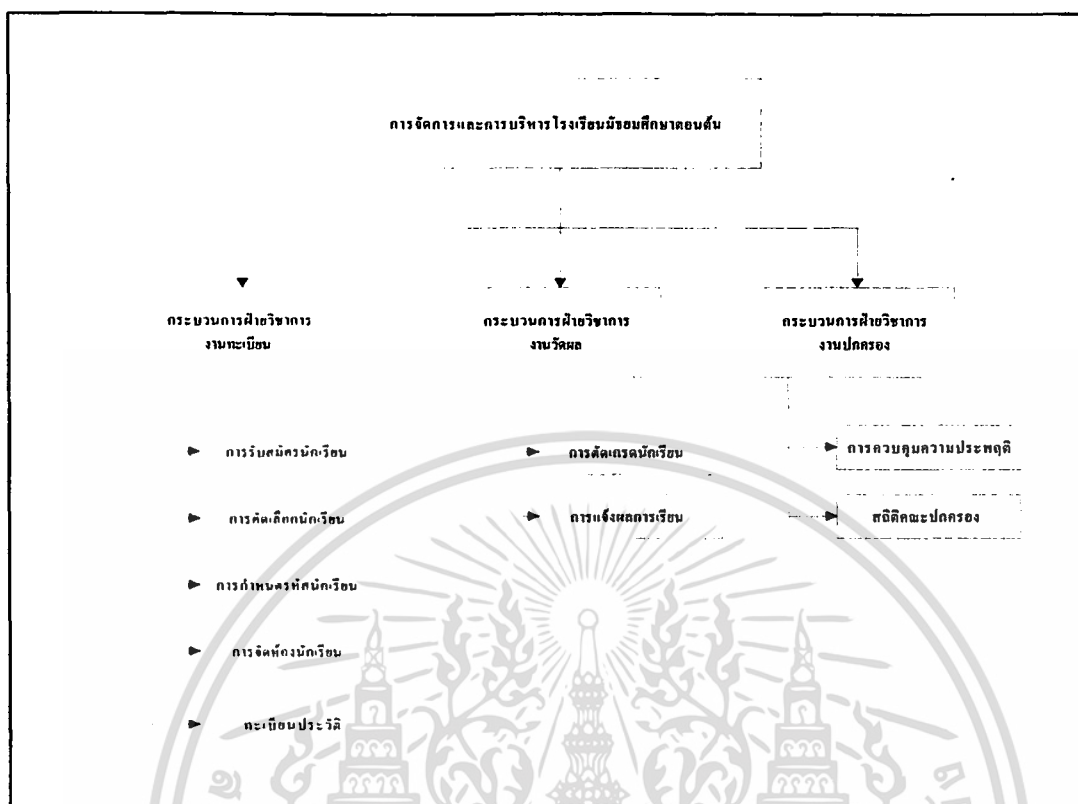 การจัดการและการบริหารโรงเรียนมัธยมศึกษาตอนต้น
กระบวนการฝ่ายวิชาการ
งานทะเบียน
กระบวนการฝ่ายวิชาการ
งานวัดผล
กระบวนการฝ่ายวิชาการ
งานปกครอง
การรับสมัครนักเรียน
การคัดเลือกนักเรียน
การกำหนดรหัสนักเรียน
การจัดห้องนักเรียน
ทะเบียนประวัติ
การตัดเกรดนักเรียน
การแจ้งผลการเรียน
การควบคุมความประพฤติ
สถิติคณะปกครอง